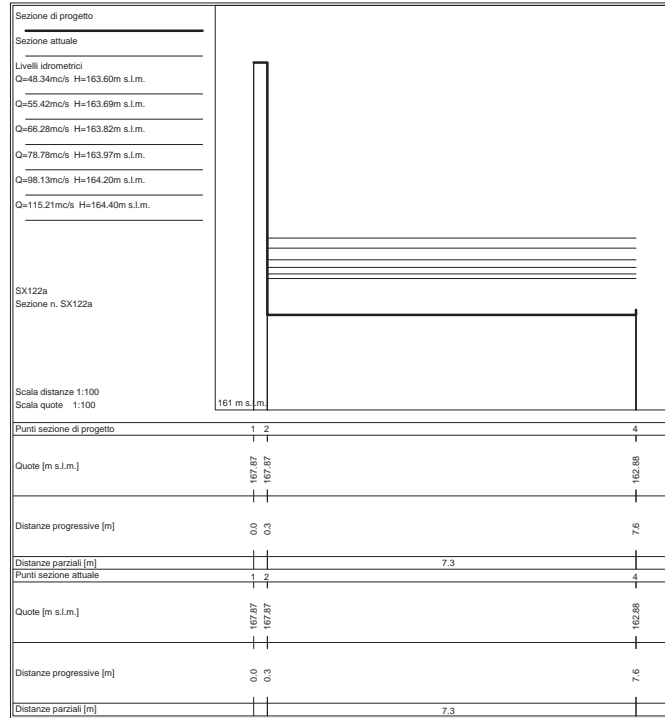 Sezione di progetto
Sezione attuale
Livelli idrometrici
Q=48.34mc/s H=163.60m s.l.m.
Q=55.42mc/s H=163.69m s.l.m.
Q=66.28mc/s H=163.82m s.l.m.
Q=78.78mc/s H=163.97m s.l.m.
Q=98.13mc/s H=164.20m s.l.m.
Q=115.21mc/s H=164.40m s.l.m.
SX122a
Sezione n. SX122a
Scala distanze 1:100
Scala quote 1:100
161 m s.l.m.
Punti sezione di progetto 1 2 4
Quote [m s.l.m.] 167.87 167.87 162.88
Distanze progressive [m] 0.0 0.3 7.6
Distanze parziali [m] 7.3
Punti sezione attuale 1 2 4
Quote [m s.l.m.] 167.87 167.87 162.88
Distanze progressive [m] 0.0 0.3 7.6
Distanze parziali [m] 7.3